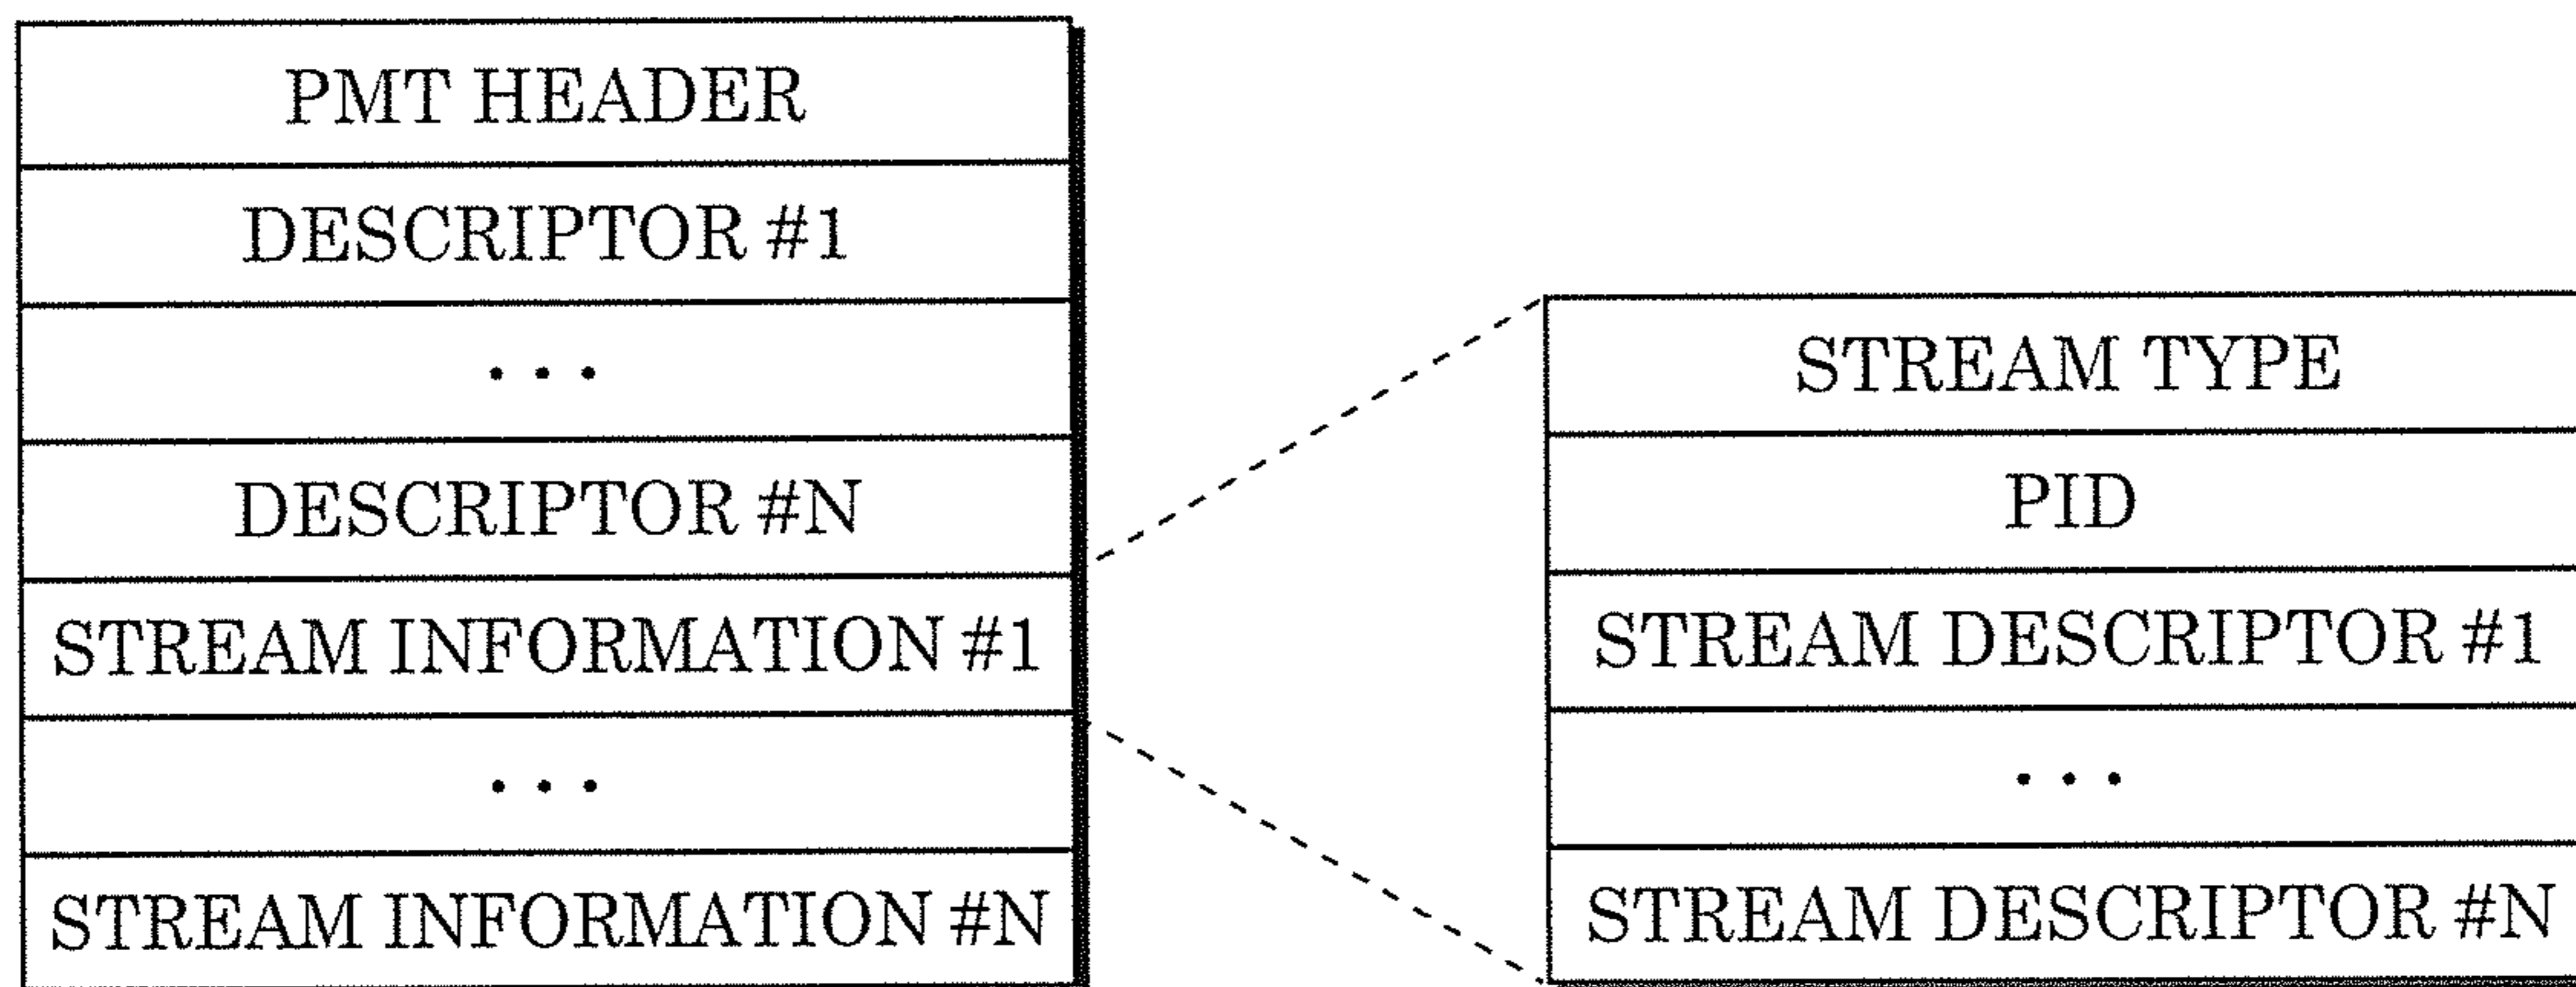 PMT HEADER
DESCRIPTOR #1
...
DESCRIPTOR #N
STREAM INFORMATION #1
...
STREAM INFORMATION #N
STREAM TYPE
PID
STREAM DESCRIPTOR #1
...
STREAM DESCRIPTOR #N